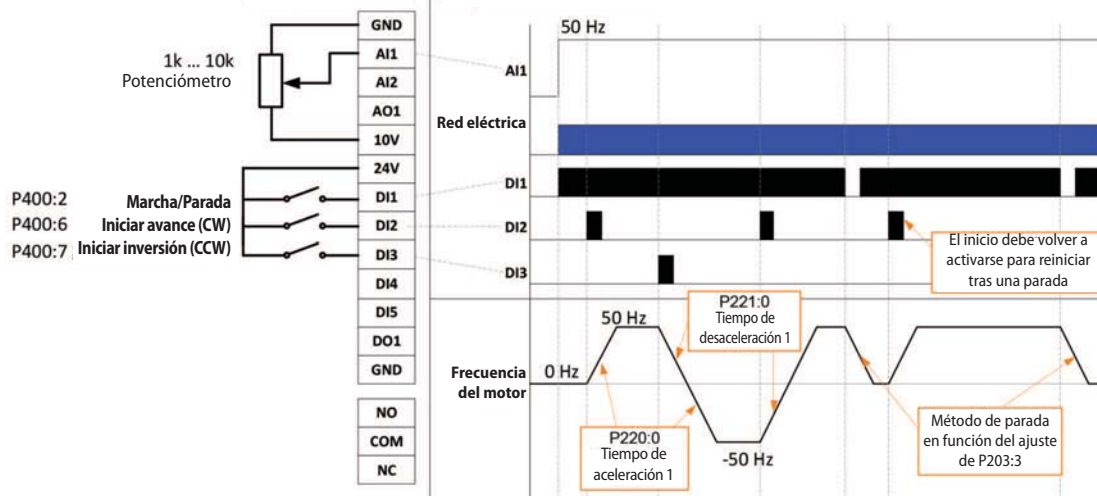 1k ... 10k
Potenciómetro
P400:2
P400:6
P400:7
Marcha/Parada
Iniciar avance (CW)
Iniciar inversión (CCW)
GND
AI1
AI2
AO1
10V
24V
DI1
DI2
DI3
DI4
DI5
DO1
GND
NO
COM
NC
50 Hz
AI1
Red eléctrica
DI1
DI2
DI3
El inicio debe volver a
activarse para reiniciar
tras una parada
P221:0
Tiempo de
desaceleración 1
50 Hz
0 Hz
Frecuencia
del motor
P220:0
Tiempo de
aceleración 1
-50 Hz
Método de parada
en función del ajuste
de P203:3